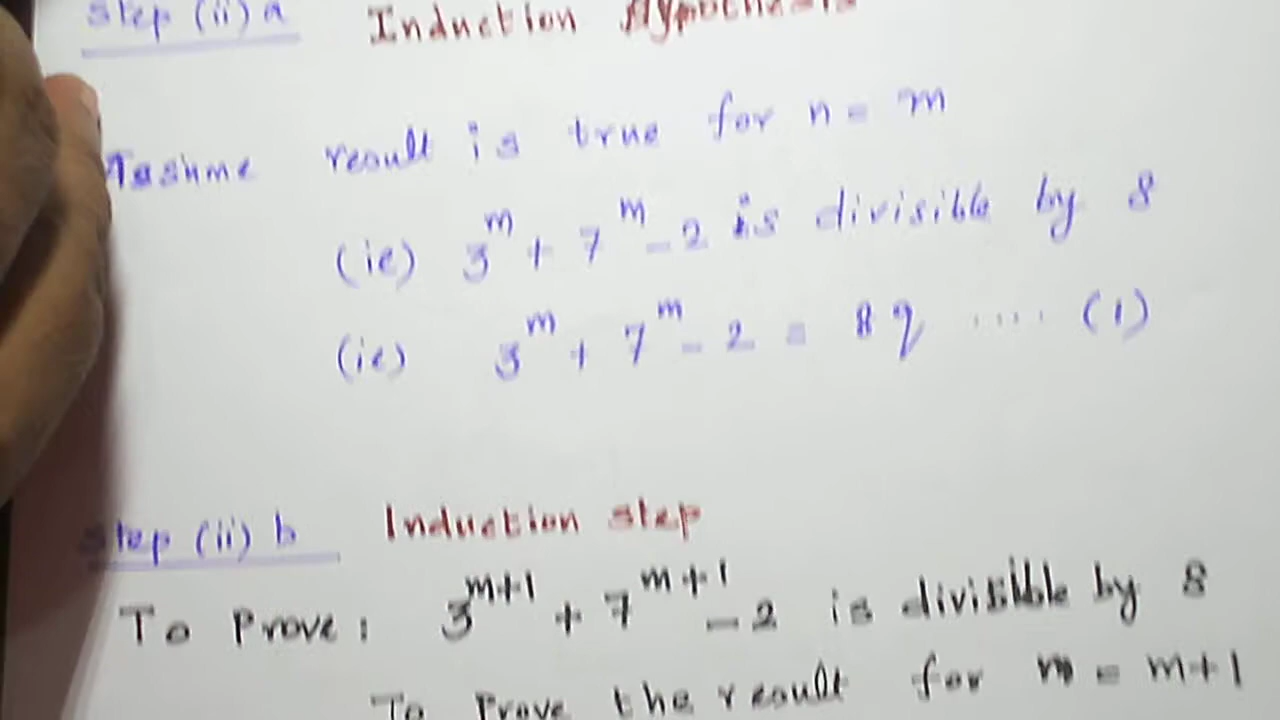 Step (ii) a Induction Hypothesis
Assume result is true for n = m
(ie) 3^m + 7^m - 2 is divisible by 8
(ie) 3^m + 7^m - 2 = 8q .... (1)
Step (ii) b Induction step
To Prove: 3^{m+1} + 7^{m+1} - 2 is divisible by 8
To Prove the result for n = m+1